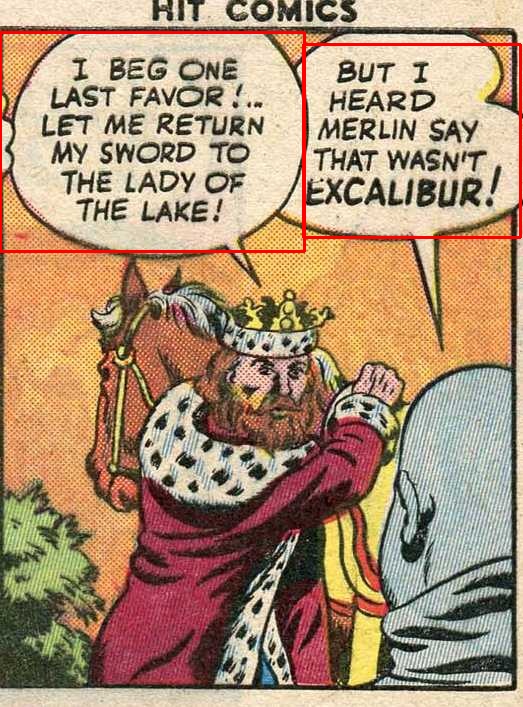 HIT COMICS
I BEG ONE
LAST FAVOR!..
LET ME RETURN
MY SWORD TO
THE LADY OF
THE LAKE!
BUT I
HEARD
MERLIN SAY
THAT WASN'T
EXCALIBUR!